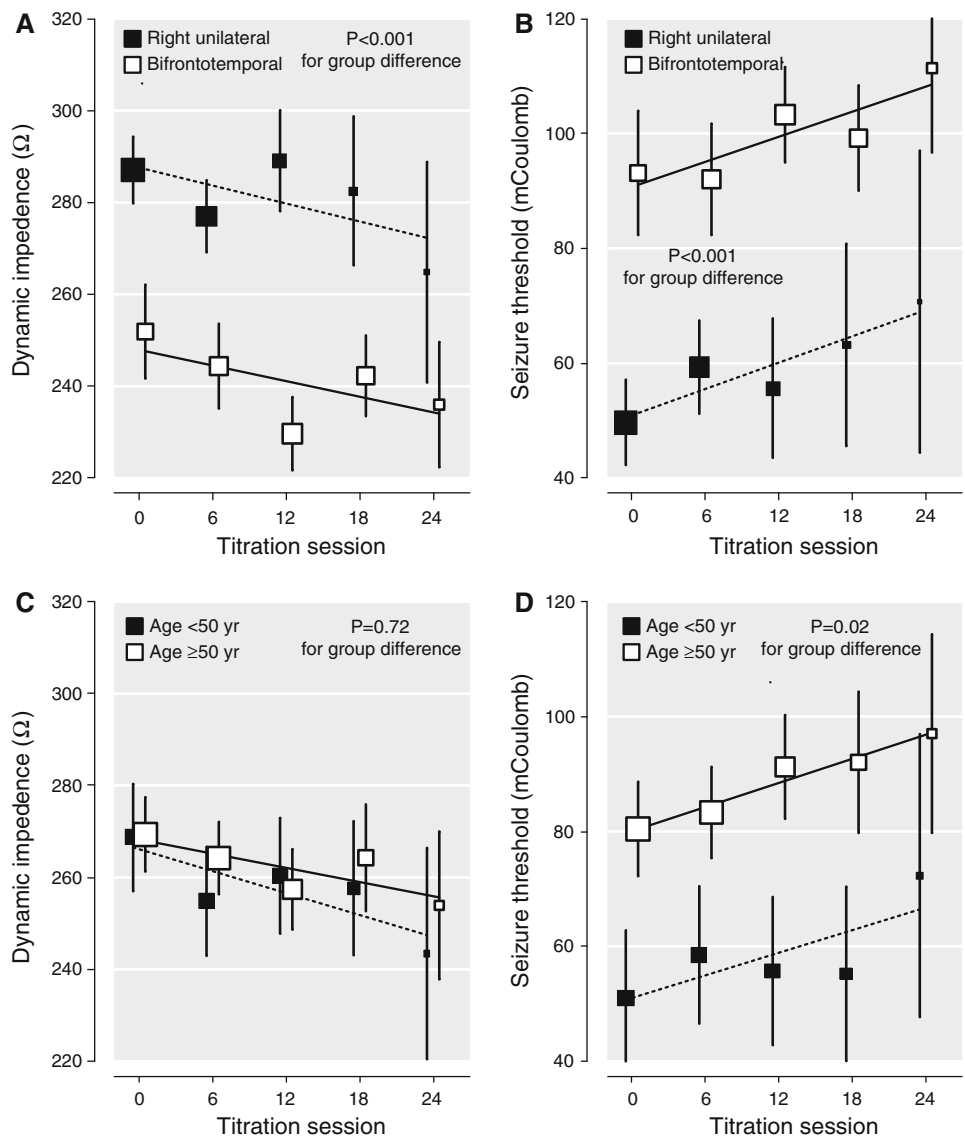 A
Right unilateral
Bifrontotemporal
P<0.001
for group difference
Dynamic impedence (Ω)
320
300
280
260
240
220
0 6 12 18 24
Titration session
B
Right unilateral
Bifrontotemporal
P<0.001
for group difference
Seizure threshold (mCoulomb)
120
100
80
60
40
0 6 12 18 24
Titration session
C
Age <50 yr
Age ≥50 yr
P=0.72
for group difference
Dynamic impedence (Ω)
320
300
280
260
240
220
0 6 12 18 24
Titration session
D
Age <50 yr
Age ≥50 yr
P=0.02
for group difference
Seizure threshold (mCoulomb)
120
100
80
60
40
0 6 12 18 24
Titration session